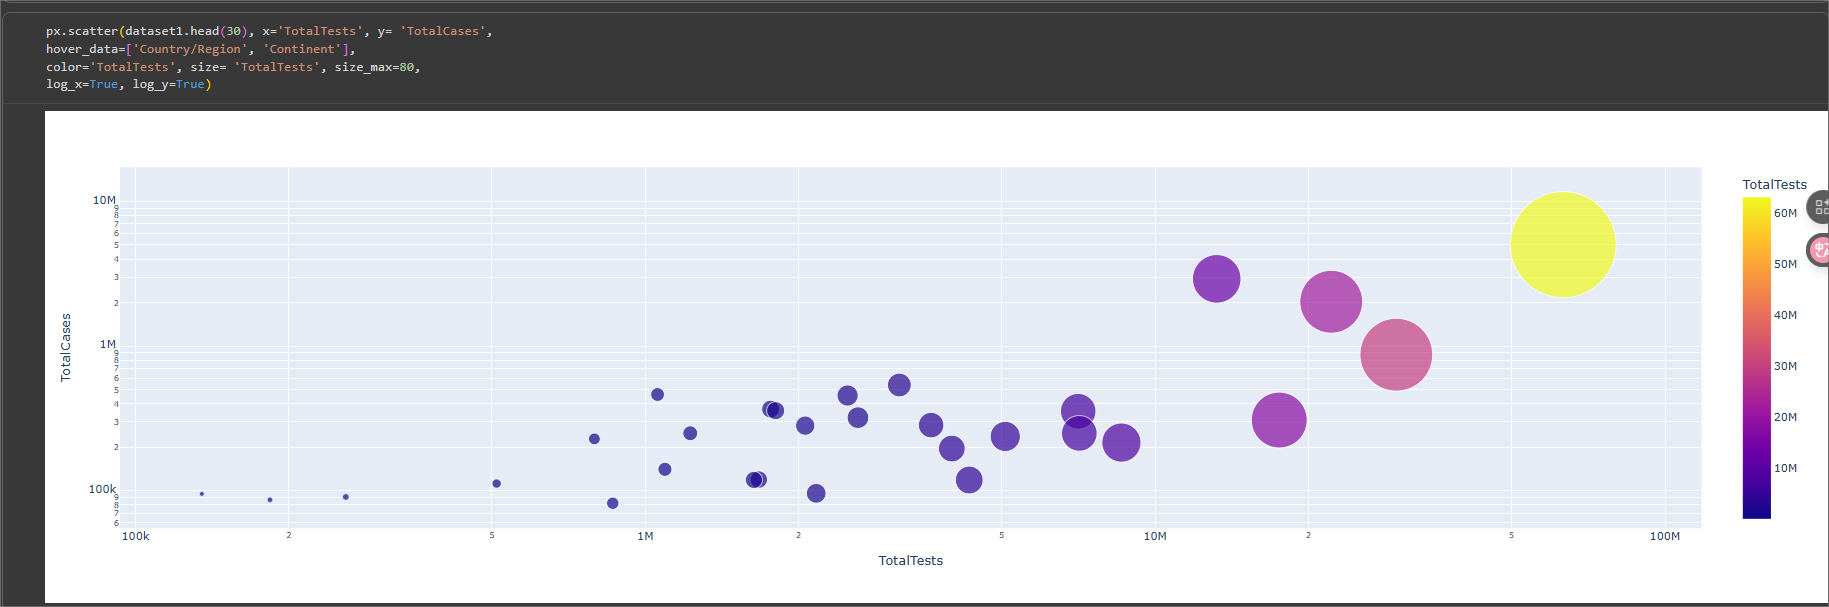 px.scatter(dataset1.head(30), x='TotalTests', y= 'TotalCases',
hover_data=['Country/Region', 'Continent'],
color='TotalTests', size= 'TotalTests', size_max=80,
log_x=True, log_y=True)
TotalCases
10M
9
8
7
6
5
4
3
2
1M
9
8
7
6
5
4
3
2
100k
9
8
7
6
100k
2
5
1M
2
5
10M
2
5
100M
TotalTests
TotalTests
60M
50M
40M
30M
20M
10M
中